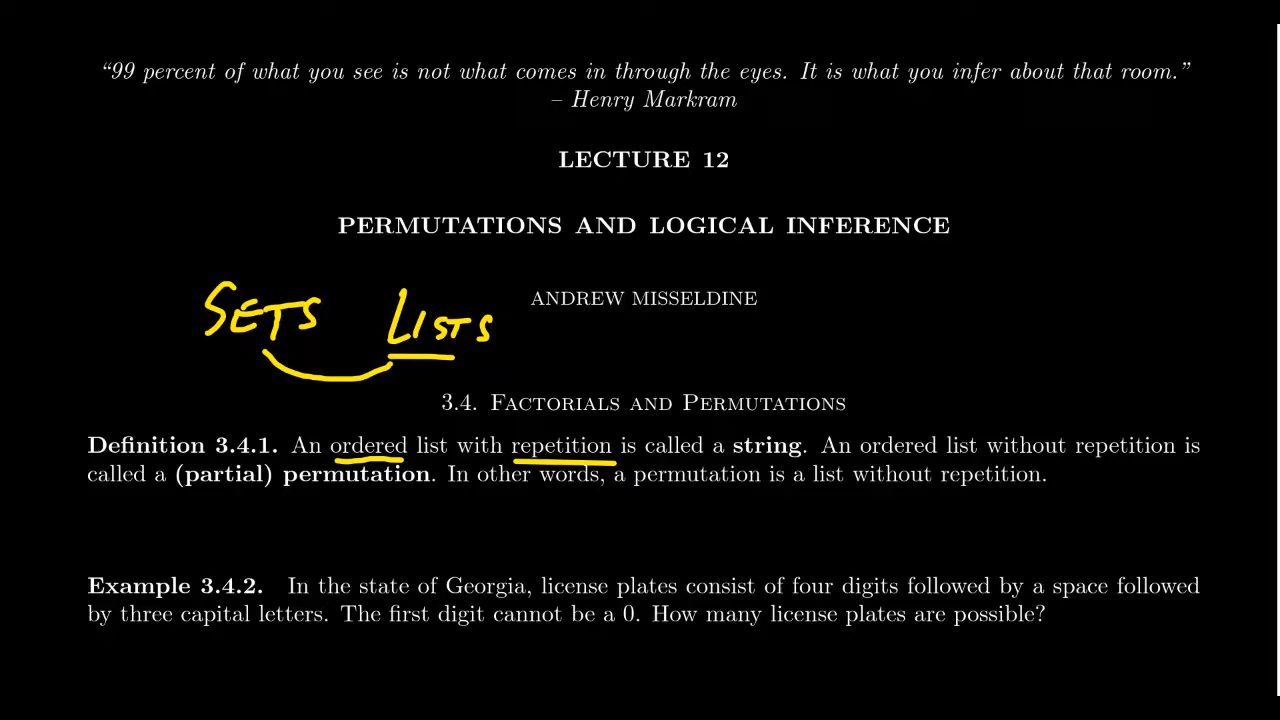 “99 percent of what you see is not what comes in through the eyes. It is what you infer about that room.”
– Henry Markram
LECTURE 12
PERMUTATIONS AND LOGICAL INFERENCE
ANDREW MISSELDINE
SETS LISTS
3.4. Factorials and Permutations
Definition 3.4.1. An ordered list with repetition is called a string. An ordered list without repetition is
called a (partial) permutation. In other words, a permutation is a list without repetition.
Example 3.4.2. In the state of Georgia, license plates consist of four digits followed by a space followed
by three capital letters. The first digit cannot be a 0. How many license plates are possible?